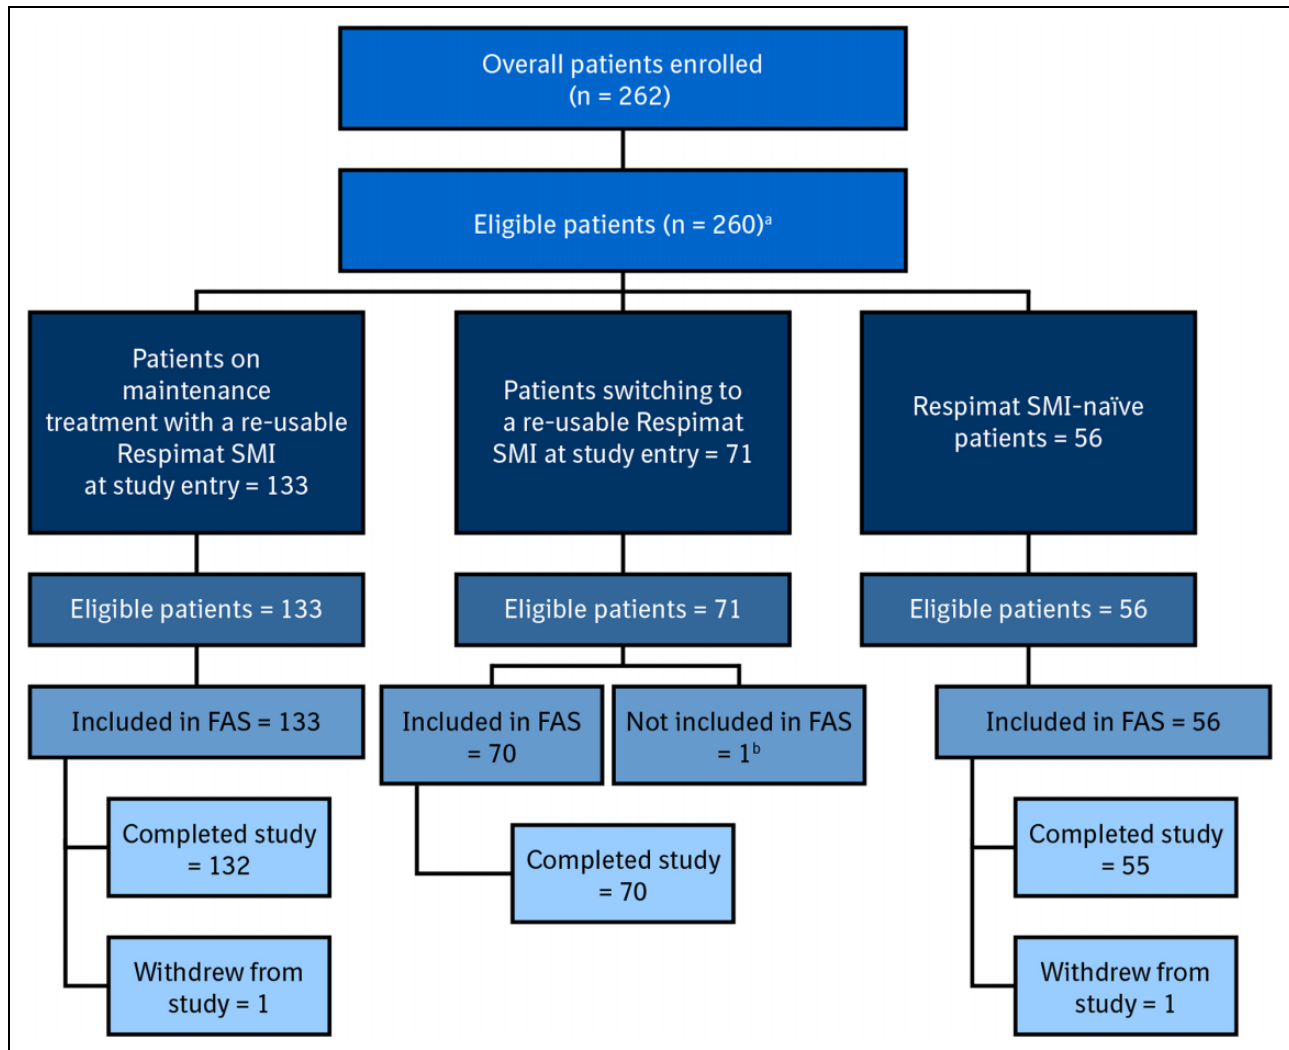 Overall patients enrolled
(n = 262)
Eligible patients (n = 260)ᵃ
Patients on
maintenance
treatment with a re-usable
Respimat SMI
at study entry = 133
Patients switching to
a re-usable Respimat
SMI at study entry = 71
Respimat SMI-naïve
patients = 56
Eligible patients = 133
Eligible patients = 71
Eligible patients = 56
Included in FAS = 133
Included in FAS
= 70
Not included in FAS
= 1ᵇ
Included in FAS = 56
Completed study
= 132
Completed study
= 70
Completed study
= 55
Withdrew from
study = 1
Withdrew from
study = 1